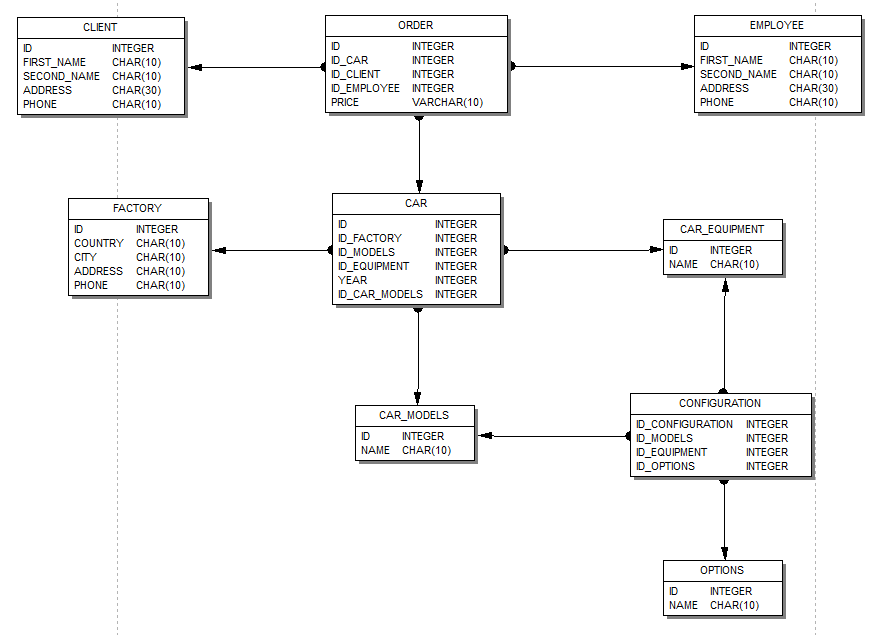 CLIENT
ID INTEGER
FIRST_NAME CHAR(10)
SECOND_NAME CHAR(10)
ADDRESS CHAR(30)
PHONE CHAR(10)
ORDER
ID INTEGER
ID_CAR INTEGER
ID_CLIENT INTEGER
ID_EMPLOYEE INTEGER
PRICE VARCHAR(10)
EMPLOYEE
ID INTEGER
FIRST_NAME CHAR(10)
SECOND_NAME CHAR(10)
ADDRESS CHAR(30)
PHONE CHAR(10)
FACTORY
ID INTEGER
COUNTRY CHAR(10)
CITY CHAR(10)
ADDRESS CHAR(10)
PHONE CHAR(10)
CAR
ID INTEGER
ID_FACTORY INTEGER
ID_MODELS INTEGER
ID_EQUIPMENT INTEGER
YEAR INTEGER
ID_CAR_MODELS INTEGER
CAR_EQUIPMENT
ID INTEGER
NAME CHAR(10)
CAR_MODELS
ID INTEGER
NAME CHAR(10)
CONFIGURATION
ID_CONFIGURATION INTEGER
ID_MODELS INTEGER
ID_EQUIPMENT INTEGER
ID_OPTIONS INTEGER
OPTIONS
ID INTEGER
NAME CHAR(10)